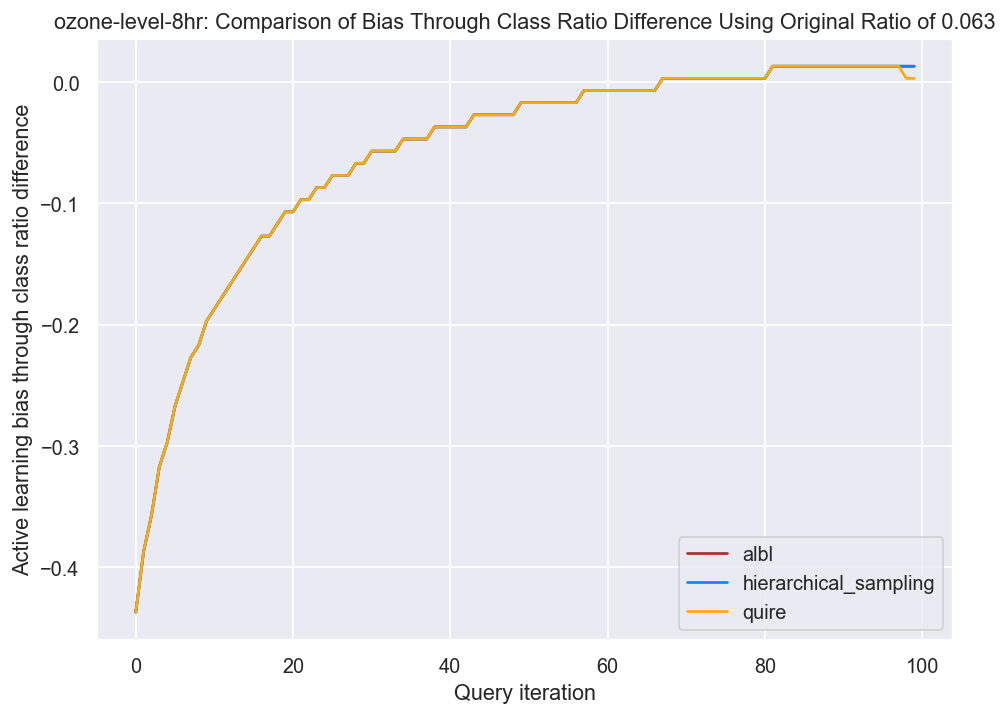 ozone-level-8hr: Comparison of Bias Through Class Ratio Difference Using Original Ratio of 0.063
Active learning bias through class ratio difference
0.0
−0.1
−0.2
−0.3
−0.4
0 20 40 60 80 100
Query iteration
albl
hierarchical_sampling
quire